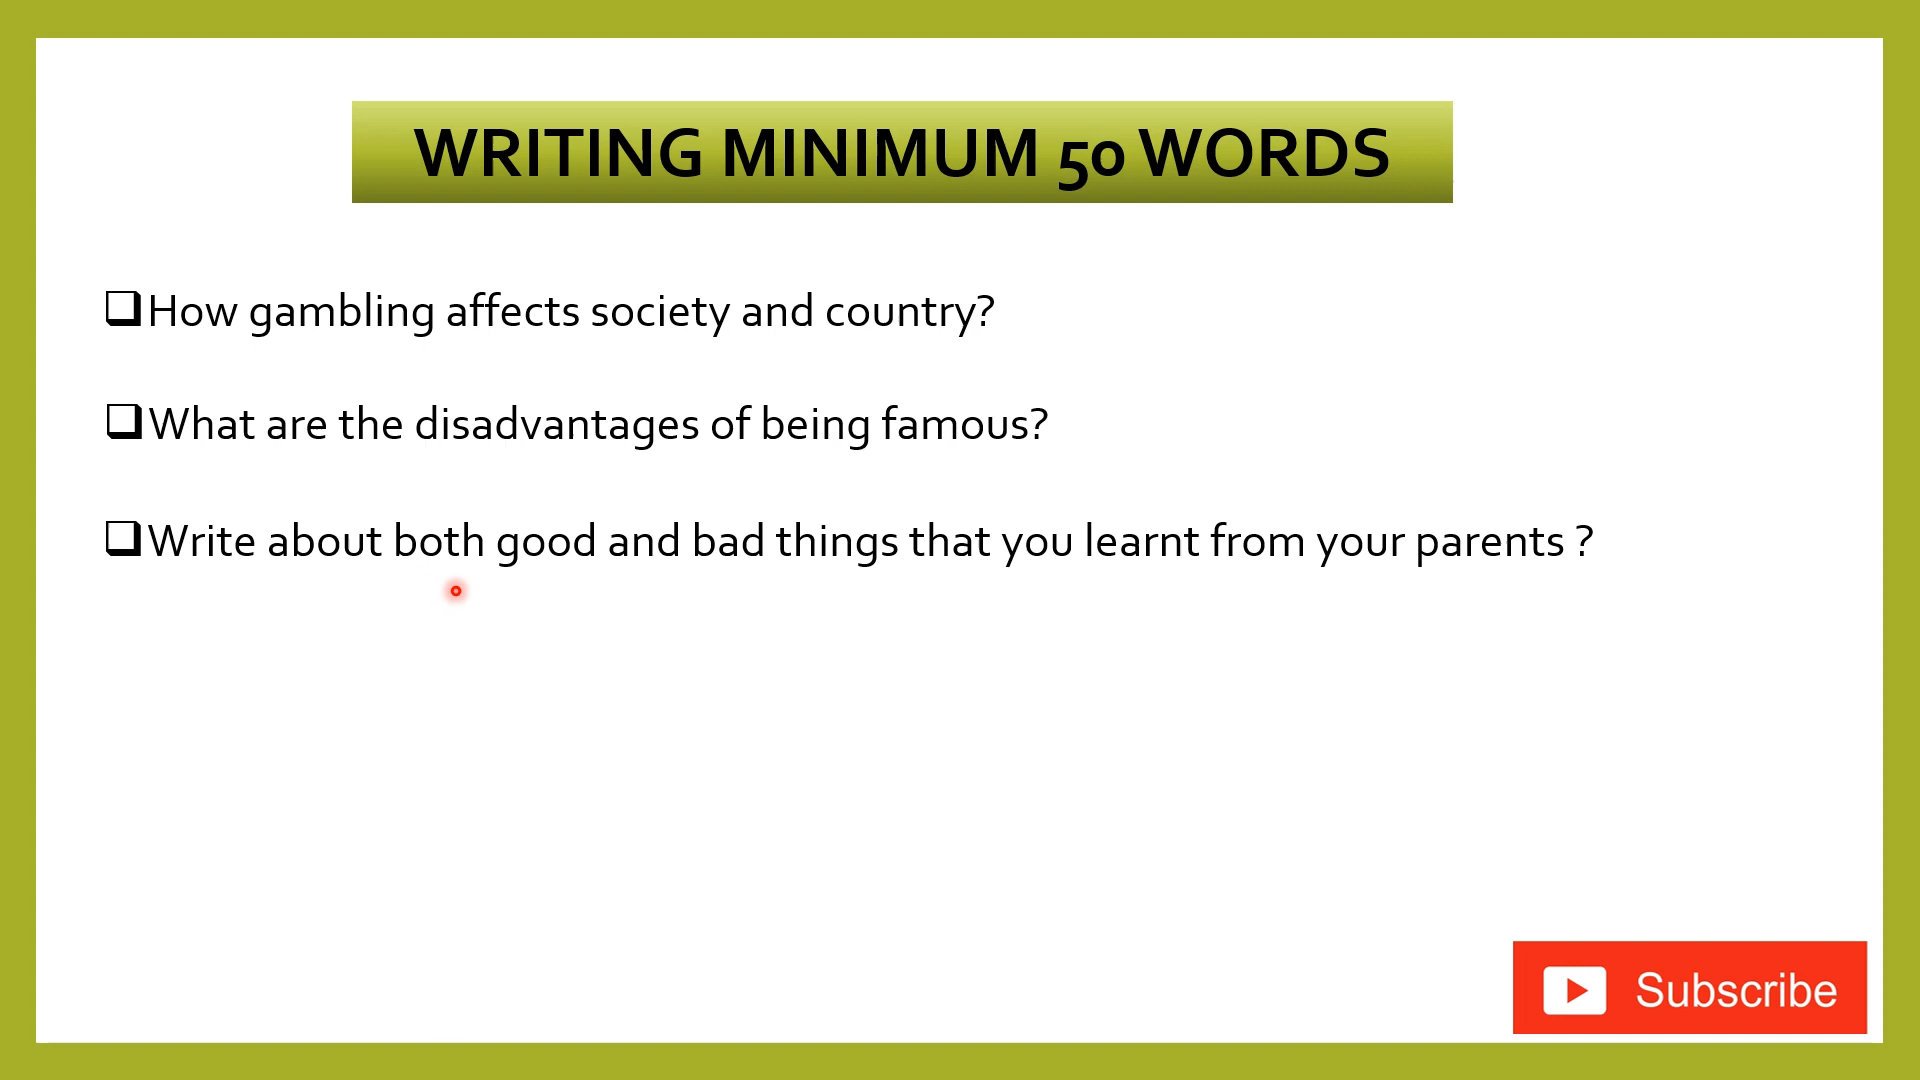 WRITING MINIMUM 50 WORDS
How gambling affects society and country?
What are the disadvantages of being famous?
Write about both good and bad things that you learnt from your parents ?
Subscribe